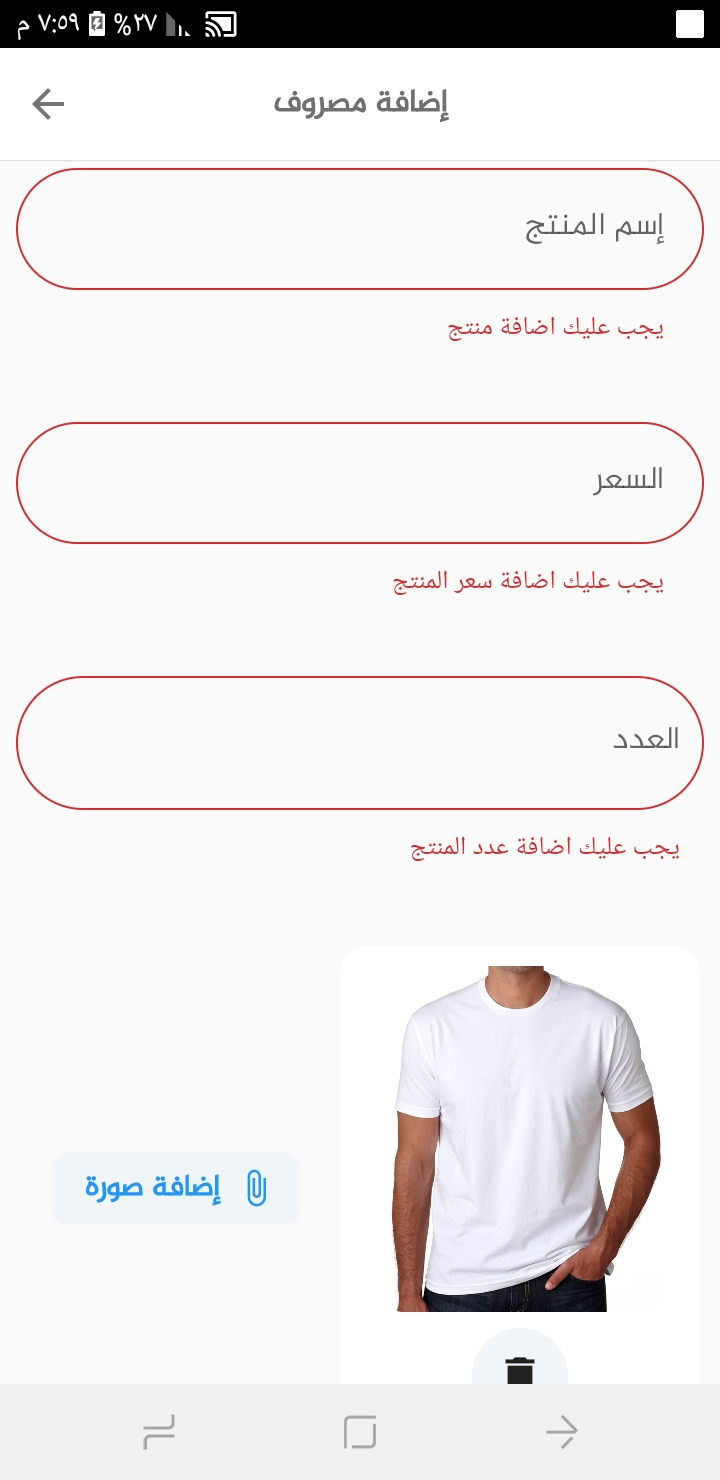 ٧:٥٩ م
%٢٧
إضافة مصروف
إسم المنتج
يجب عليك اضافة منتج
السعر
يجب عليك اضافة سعر المنتج
العدد
يجب عليك اضافة عدد المنتج
إضافة صورة